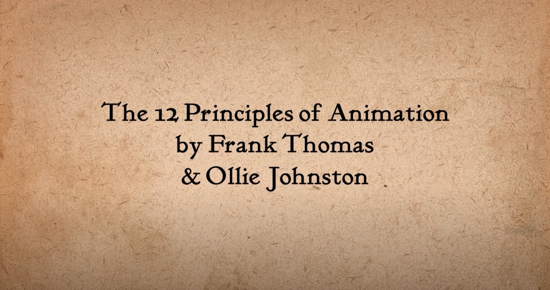 The 12 Principles of Animation
by Frank Thomas
& Ollie Johnston